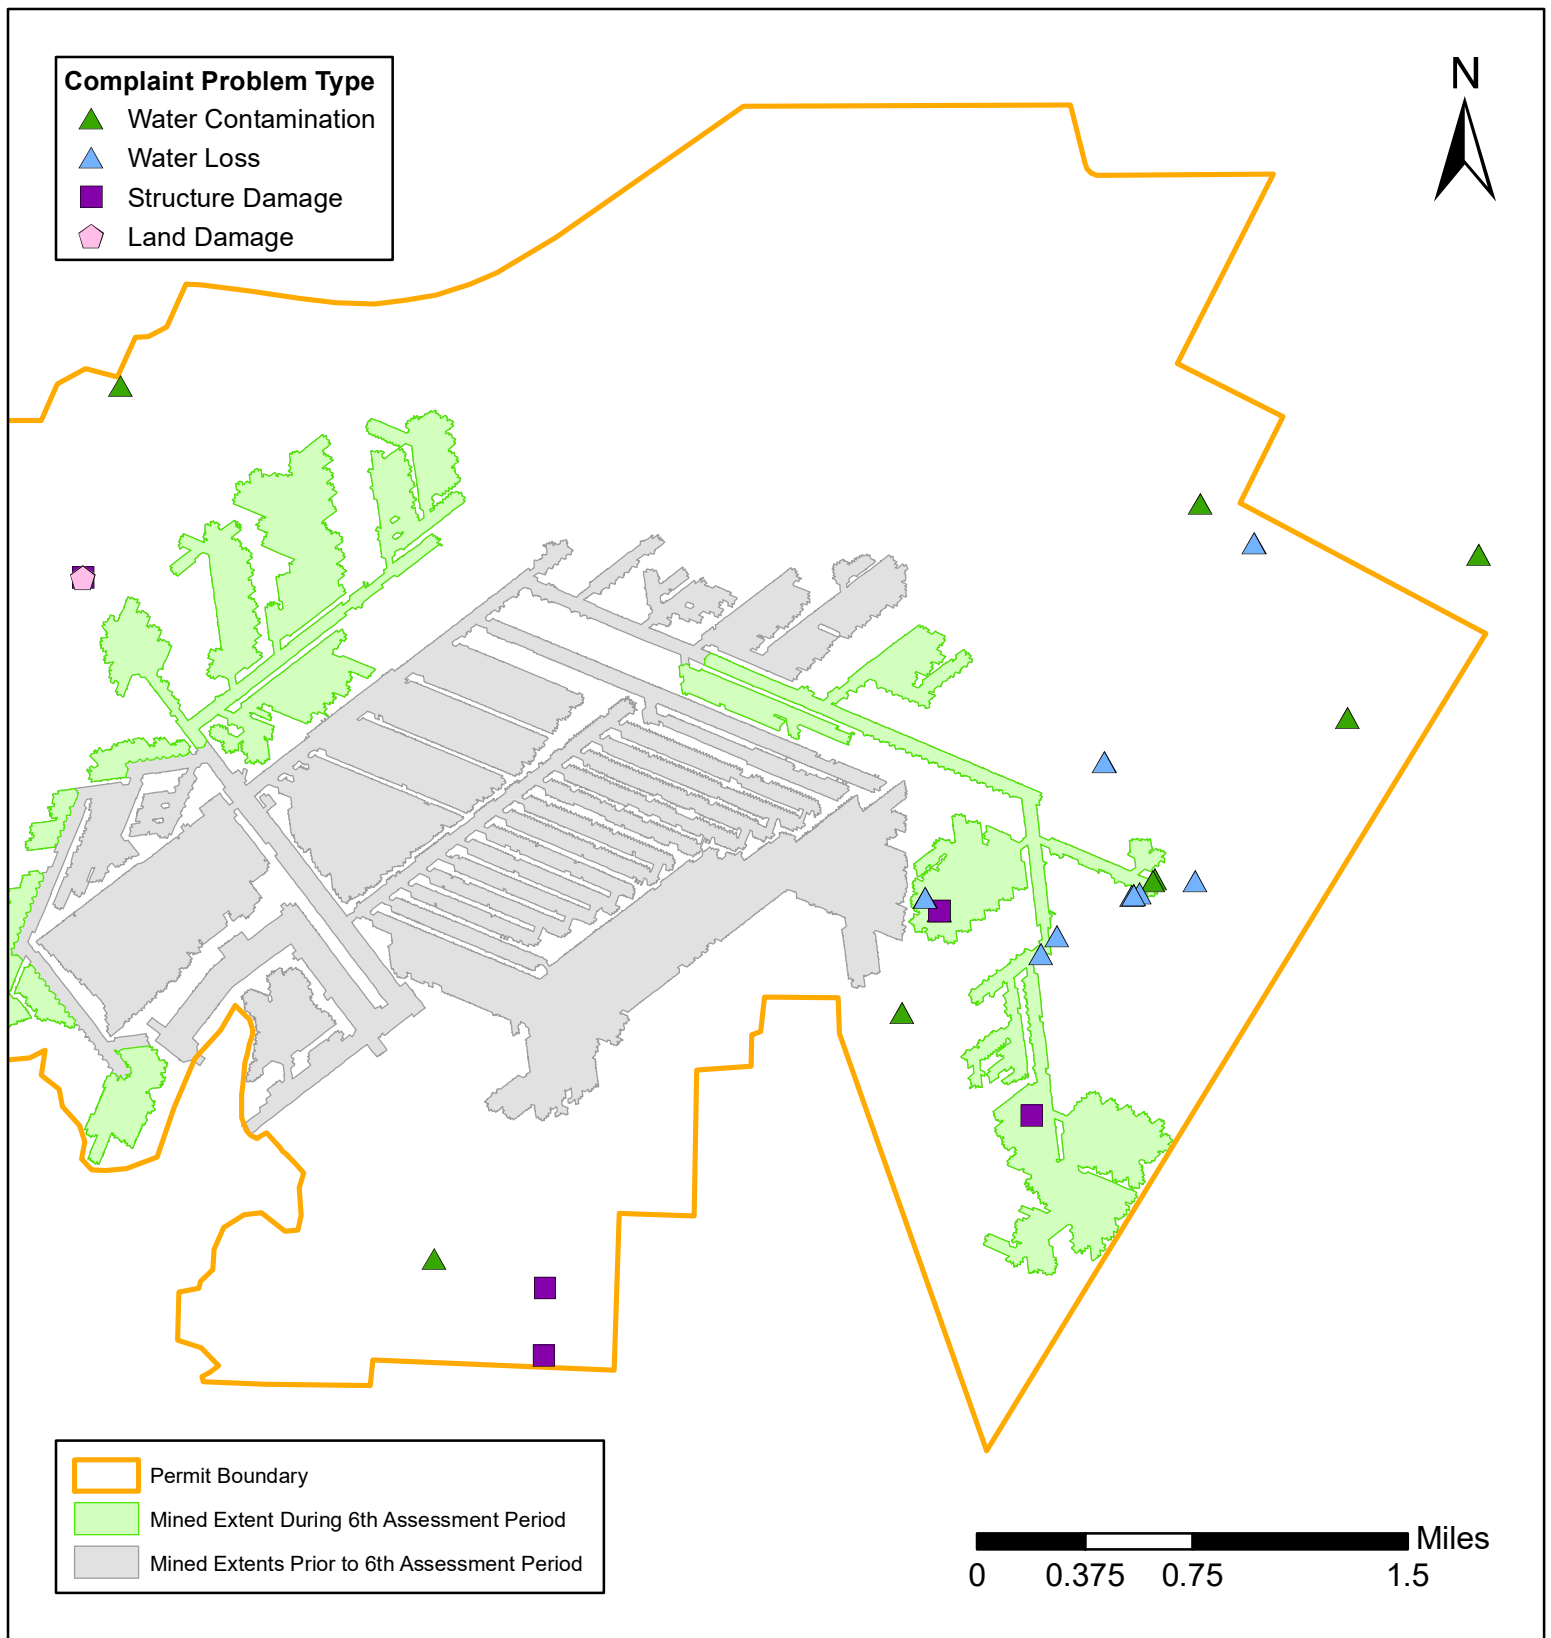 Complaint Problem Type
Water Contamination
Water Loss
Structure Damage
Land Damage
N
Permit Boundary
Mined Extent During 6th Assessment Period
Mined Extents Prior to 6th Assessment Period
Miles
0 0.375 0.75 1.5